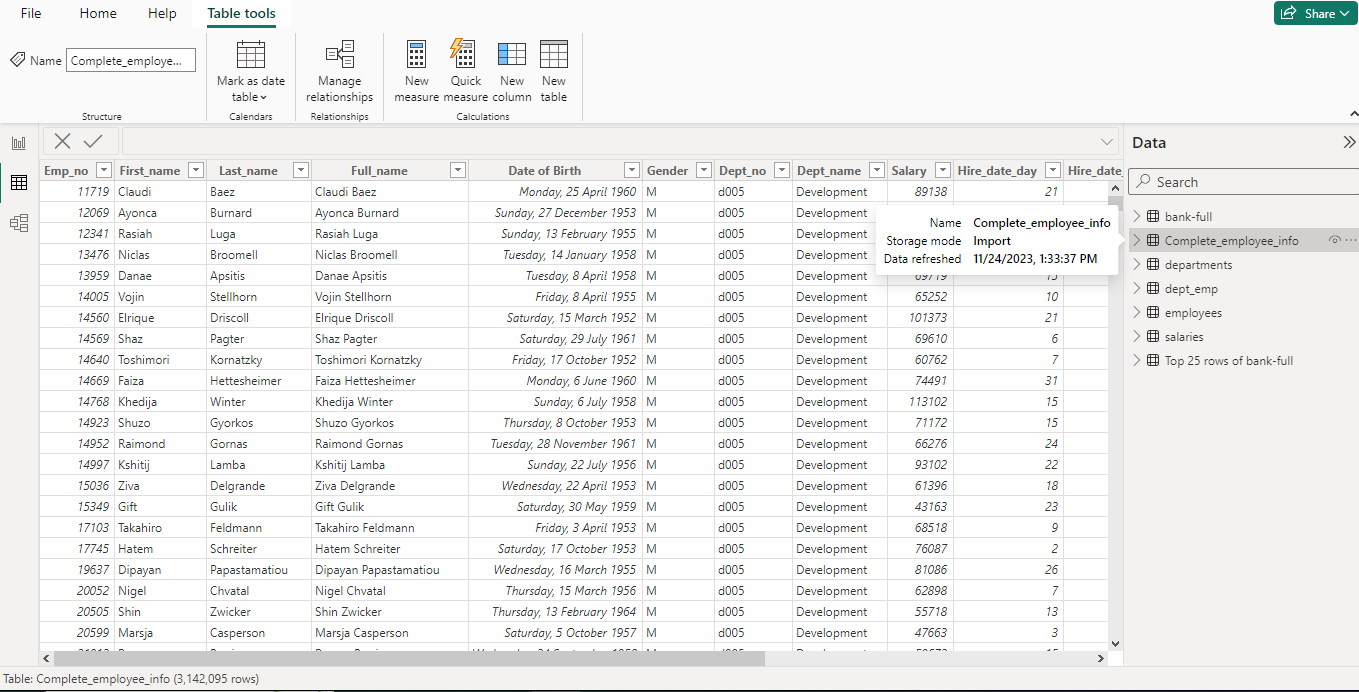 File Home Help Table tools Share
Name Complete_employe...
Mark as date table
Manage relationships
New measure
Quick measure
New column
New table
Structure Calendars Relationships Calculations
Data
Search
bank-full
Complete_employee_info
departments
dept_emp
employees
salaries
Top 25 rows of bank-full
Name Complete_employee_info
Storage mode Import
Data refreshed 11/24/2023, 1:33:37 PM
Emp_no First_name Last_name Full_name Date of Birth Gender Dept_no Dept_name Salary Hire_date_day Hire_date_
11719 Claudi Baez Claudi Baez Monday, 25 April 1960 M d005 Development 89138 21
12069 Ayonca Burnard Ayonca Burnard Sunday, 27 December 1953 M d005 Development
12341 Rasiah Luga Rasiah Luga Sunday, 13 February 1955 M d005 Development
13476 Niclas Broomell Niclas Broomell Tuesday, 14 January 1958 M d005 Development
13959 Danae Apsitis Danae Apsitis Tuesday, 8 April 1958 M d005 Development
14005 Vojin Stellhorn Vojin Stellhorn Friday, 8 April 1955 M d005 Development 65252 10
14560 Elrique Driscoll Elrique Driscoll Saturday, 15 March 1952 M d005 Development 101373 21
14569 Shaz Pagter Shaz Pagter Saturday, 29 July 1961 M d005 Development 69610 6
14640 Toshimori Kornatzky Toshimori Kornatzky Friday, 17 October 1952 M d005 Development 60762 7
14669 Faiza Hettesheimer Faiza Hettesheimer Monday, 6 June 1960 M d005 Development 74491 31
14768 Khedija Winter Khedija Winter Sunday, 6 July 1958 M d005 Development 113102 15
14923 Shuzo Gyorkos Shuzo Gyorkos Thursday, 8 October 1953 M d005 Development 71172 15
14952 Raimond Gornas Raimond Gornas Tuesday, 28 November 1961 M d005 Development 66276 24
14997 Kshitij Lamba Kshitij Lamba Sunday, 22 July 1956 M d005 Development 93102 22
15036 Ziva Delgrande Ziva Delgrande Wednesday, 22 April 1953 M d005 Development 61396 18
15349 Gift Gulik Gift Gulik Saturday, 30 May 1959 M d005 Development 43163 23
17103 Takahiro Feldmann Takahiro Feldmann Friday, 3 April 1953 M d005 Development 68518 9
17745 Hatem Schreiter Hatem Schreiter Saturday, 17 October 1953 M d005 Development 76087 2
19637 Dipayan Papastamatiou Dipayan Papastamatiou Wednesday, 16 March 1955 M d005 Development 81086 26
20052 Nigel Chvatal Nigel Chvatal Thursday, 15 March 1956 M d005 Development 62898 7
20505 Shin Zwicker Shin Zwicker Thursday, 13 February 1964 M d005 Development 55718 13
20599 Marsja Casperson Marsja Casperson Saturday, 5 October 1957 M d005 Development 47663 3
Table: Complete_employee_info (3,142,095 rows)